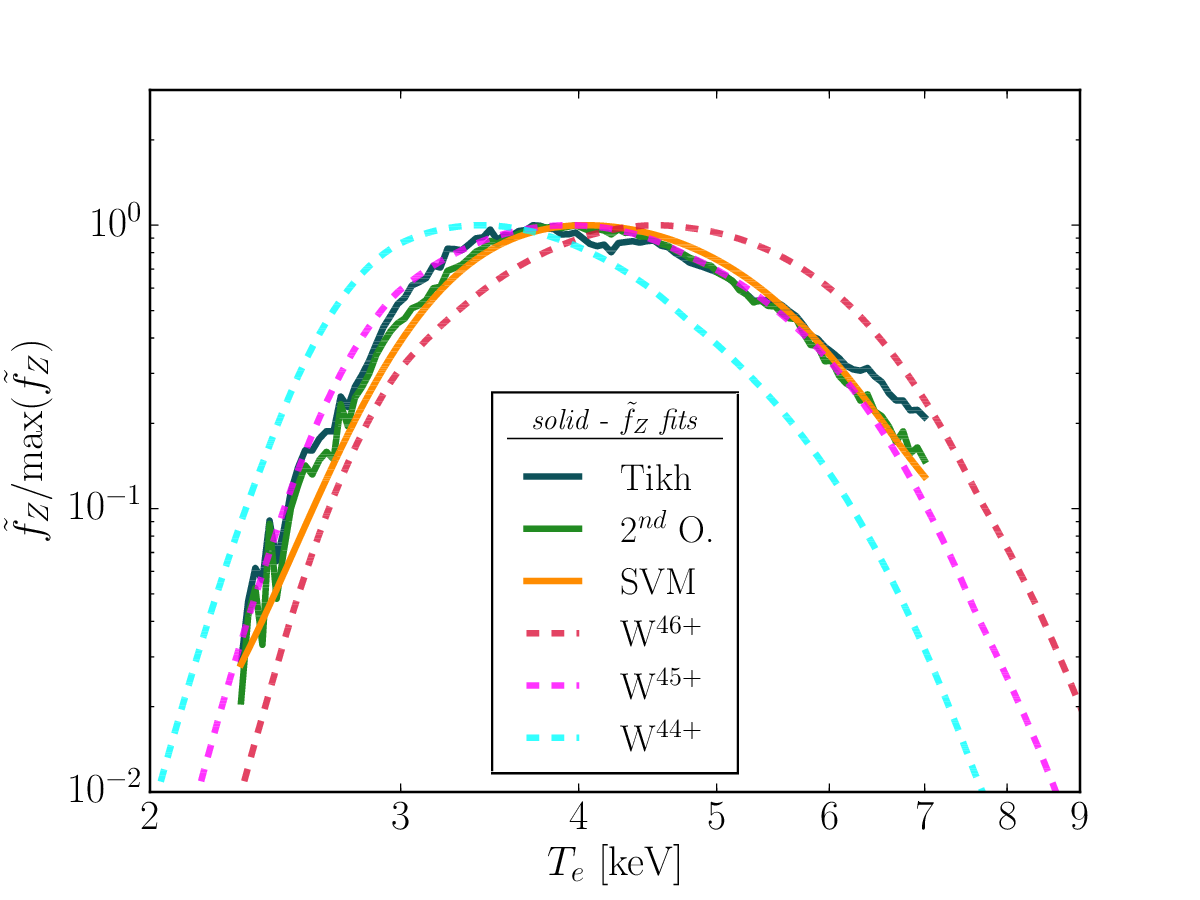 f̃_Z/max(f̃_Z)
10^0
10^−1
10^−2
solid - f̃_Z fits
Tikh
2^nd O.
SVM
W^46+
W^45+
W^44+
2 3 4 5 6 7 8 9
T_e [keV]